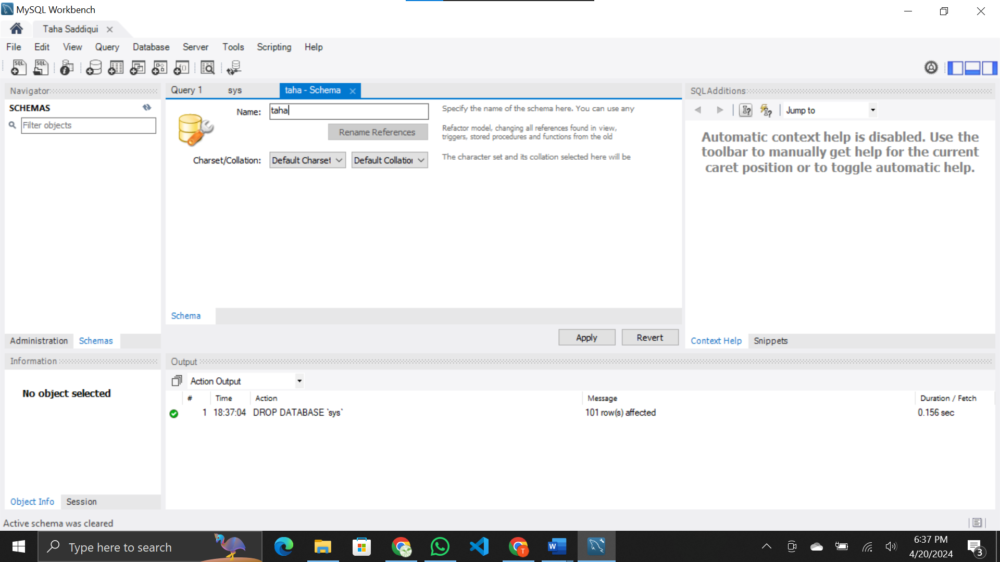 MySQL Workbench
Taha Saddiqui
File Edit View Query Database Server Tools Scripting Help
SQL SQL
Navigator
SCHEMAS
Filter objects
Administration Schemas
Information
No object selected
Object Info Session
Query 1 sys taha - Schema
Name: taha
Specify the name of the schema here. You can use any
Rename References
Refactor model, changing all references found in view,
triggers, stored procedures and functions from the old
Charset/Collation: Default Charset Default Collation
The character set and its collation selected here will be
Schema
Apply Revert
SQLAdditions
Jump to
Automatic context help is disabled. Use the
toolbar to manually get help for the current
caret position or to toggle automatic help.
Context Help Snippets
Output
Action Output
# Time Action Message Duration / Fetch
1 18:37:04 DROP DATABASE `sys` 101 row(s) affected 0.156 sec
Active schema was cleared
Type here to search
6:37 PM
4/20/2024
3